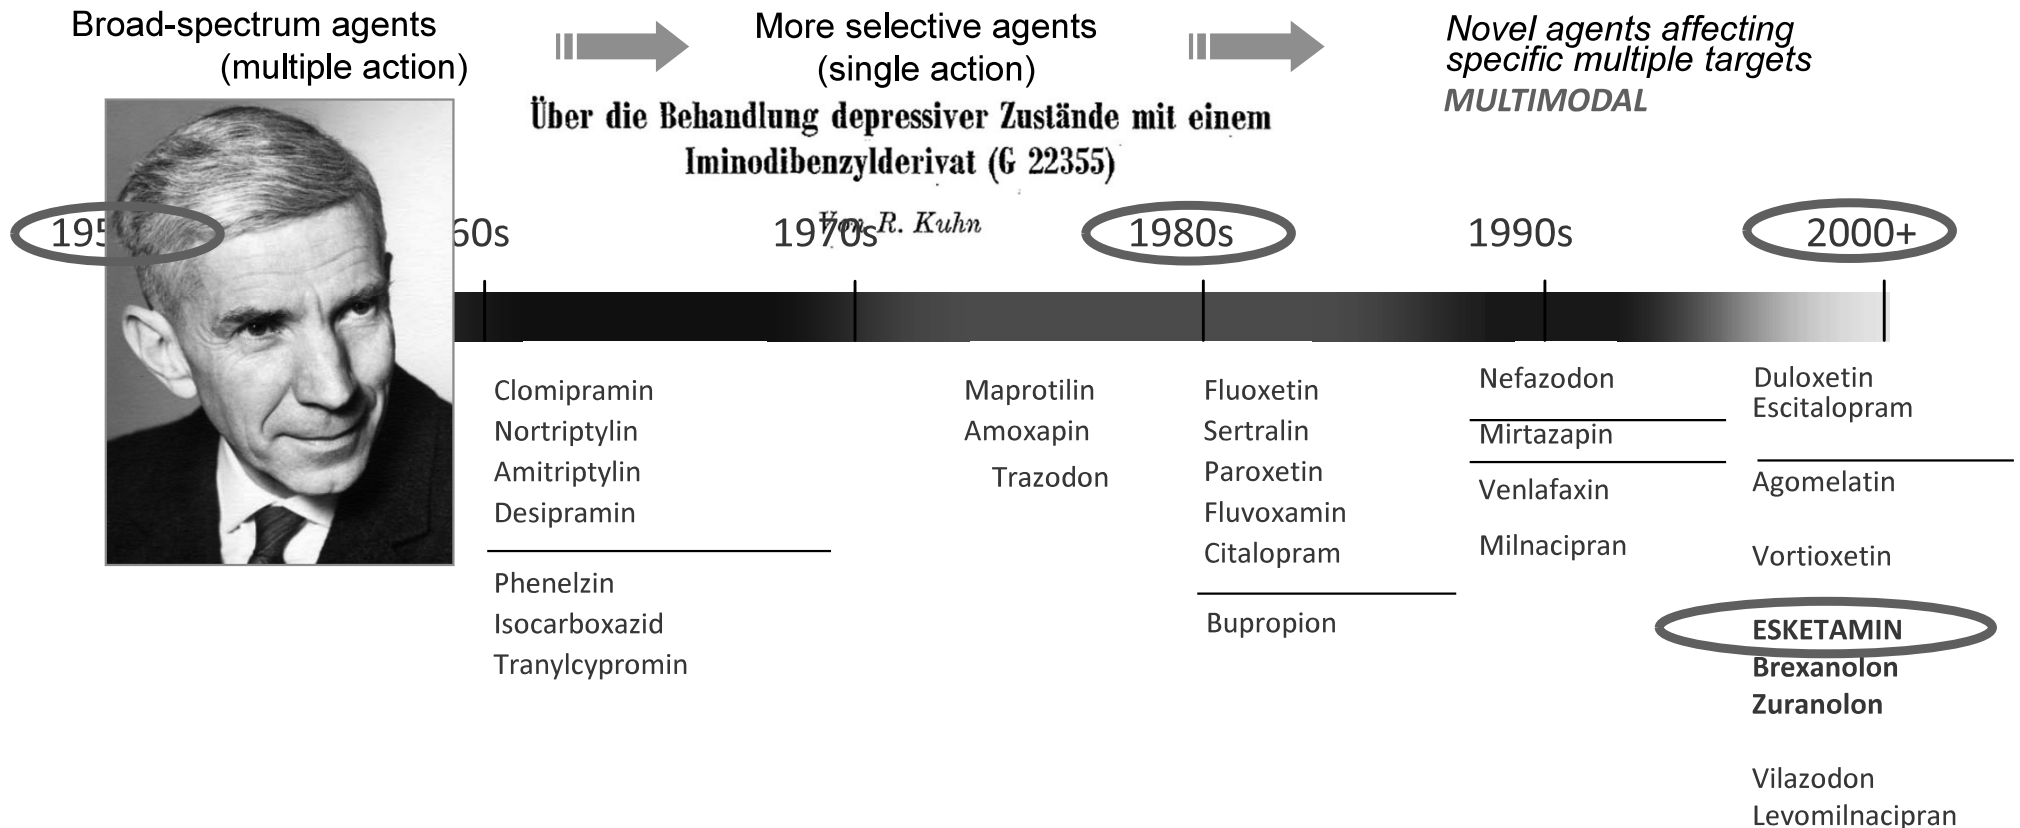 Broad-spectrum agents
(multiple action)
More selective agents
(single action)
Novel agents affecting
specific multiple targets
MULTIMODAL
Über die Behandlung depressiver Zustände mit einem
Iminodibenzylderivat (G 22355)
Von R. Kuhn
195
60s
1970s
1980s
1990s
2000+
Clomipramin
Nortriptylin
Amitriptylin
Desipramin
Phenelzin
Isocarboxazid
Tranylcypromin
Maprotilin
Amoxapin
Trazodon
Fluoxetin
Sertralin
Paroxetin
Fluvoxamin
Citalopram
Bupropion
Nefazodon
Mirtazapin
Venlafaxin
Milnacipran
Duloxetin
Escitalopram
Agomelatin
Vortioxetin
ESKETAMIN
Brexanolon
Zuranolon
Vilazodon
Levomilnacipran